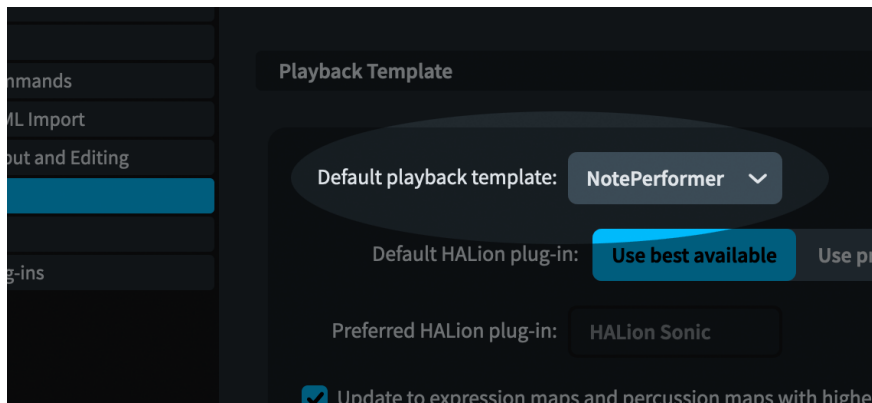 mmands
ML Import
out and Editing
g-ins
Playback Template
Default playback template: NotePerformer
Default HALion plug-in: Use best available Use pr
Preferred HALion plug-in: HALion Sonic
Update to expression maps and percussion maps with highe